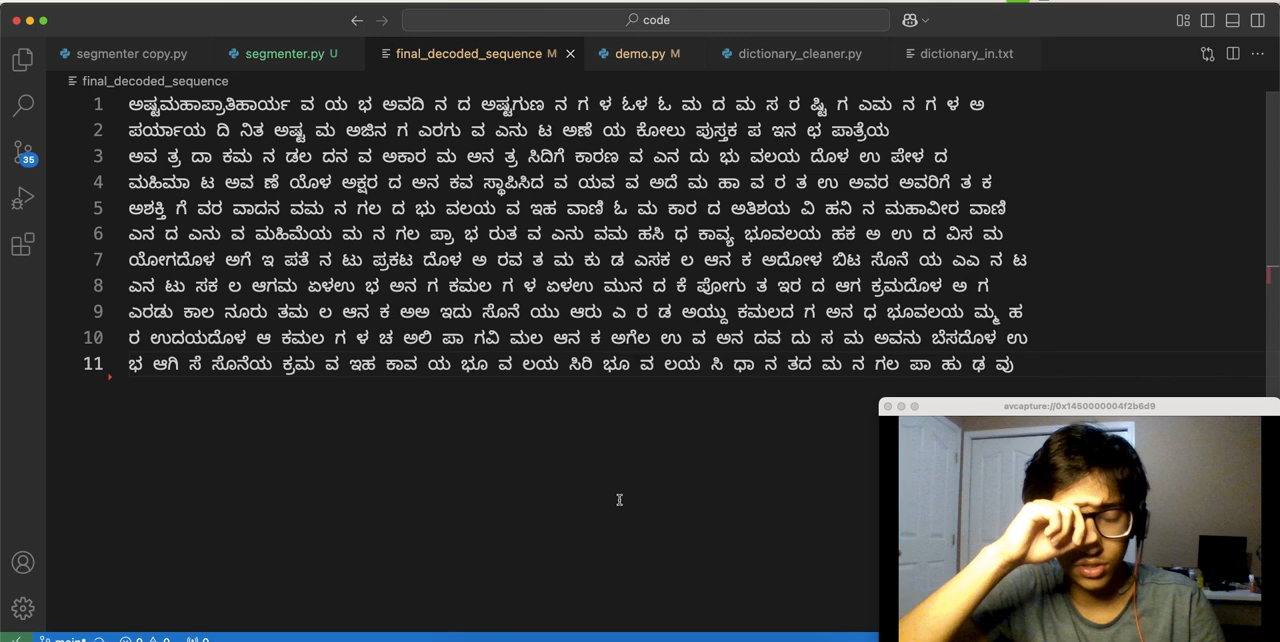 code
segmenter copy.py
segmenter.py U
final_decoded_sequence M
demo.py M
dictionary_cleaner.py
dictionary_in.txt
final_decoded_sequence
1 ಅಷ್ಟಮಹಾಪ್ರಾತಿಹಾರ್ಯ ವ ಯ ಭ ಅವದಿ ನ ದ ಅಷ್ಟಗುಣ ನ ಗ ಳ ಓಳ ಓ ಮ ದ ಮ ಸ ರ ಷ್ಟಿ ಗ ಎಮ ನ ಗ ಳ ಅ
2 ಪರ್ಯಾಯ ದಿ ನಿತ ಅಷ್ಟ ಮ ಅಜಿನ ಗ ಎರಗು ವ ಎನು ಟ ಅಣೆ ಯ ಕೋಲು ಪುಸ್ತಕ ಪ ಇನ ಛ ಪಾತ್ರೆಯ
3 ಅವ ತ್ರ ದಾ ಕಮ ನ ಡಲ ದನ ವ ಅಕಾರ ಮ ಅನ ತ್ರ ಸಿದಿಗೆ ಕಾರಣ ವ ಎನ ದು ಭು ವಲಯ ದೊಳ ಉ ಪೇಳ ದ
4 ಮಹಿಮಾ ಟ ಅವ ಣೆ ಯೊಳ ಅಕ್ಷರ ದ ಅನ ಕವ ಸ್ಥಾಪಿಸಿದ ವ ಯವ ವ ಅದೆ ಮ ಹಾ ವ ರ ತ ಉ ಅವರ ಅವರಿಗೆ ತ ಕ
5 ಅಶಕ್ತಿ ಗೆ ವರ ವಾದನ ವಮ ನ ಗಲ ದ ಭು ವಲಯ ವ ಇಹ ವಾಣಿ ಓ ಮ ಕಾರ ದ ಅತಿಶಯ ವಿ ಹನಿ ನ ಮಹಾವೀರ ವಾಣಿ
6 ಎನ ದ ಎನು ವ ಮಹಿಮೆಯ ಮ ನ ಗಲ ಪ್ರಾ ಭ ರುತ ವ ಎನು ವಮ ಹಸಿ ಧ ಕಾವ್ಯ ಭೂವಲಯ ಹಕ ಅ ಉ ದ ವಿಸ ಮ
7 ಯೋಗದೊಳ ಅಗೆ ಇ ಪತೆ ನ ಟು ಪ್ರಕಟ ದೊಳ ಅ ರವ ತ ಮ ಕು ಡ ಎಸಕ ಲ ಆನ ಕ ಅದೋಳ ಬಿಟ ಸೊನೆ ಯ ಎಎ ನ ಟ
8 ಎನ ಟು ಸಕ ಲ ಆಗಮ ಏಳಉ ಭ ಅನ ಗ ಕಮಲ ಗ ಳ ಏಳಉ ಮುನ ದ ಕೆ ಪೋಗು ತ ಇರ ದ ಆಗ ಕ್ರಮದೊಳ ಅ ಗ
9 ಎರಡು ಕಾಲ ನೂರು ತಮ ಲ ಆನ ಕ ಅಅ ಇದು ಸೊನೆ ಯು ಆರು ಎ ರ ಡ ಅಯ್ದು ಕಮಲದ ಗ ಅನ ಧ ಭೂವಲಯ ಮ್ಮ ಹ
10 ರ ಉದಯದೊಳ ಆ ಕಮಲ ಗ ಳ ಚ ಅಲಿ ಪಾ ಗವಿ ಮಲ ಆನ ಕ ಅಗೆಲ ಉ ವ ಅನ ದವ ದು ಸ ಮ ಅವನು ಬೆಸದೊಳ ಉ
11 ಭ ಆಗಿ ಸೆ ಸೊನೆಯ ಕ್ರಮ ವ ಇಹ ಕಾವ ಯ ಭೂ ವ ಲಯ ಸಿರಿ ಭೂ ವ ಲಯ ಸಿ ಧಾ ನ ತದ ಮ ನ ಗಲ ಪಾ ಹು ಢ ವು
35
avcapture://0x1450000004f2b6d9